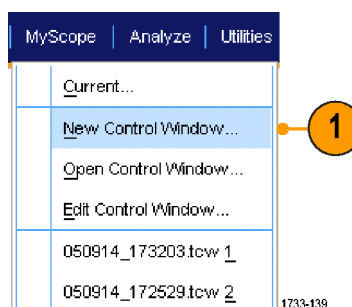 MyScope | Analyze | Utilities
Current...
New Control Window...
1
Open Control Window...
Edit Control Window...
050914_173203.tcw 1
050914_172529.tcw 2
1733-139